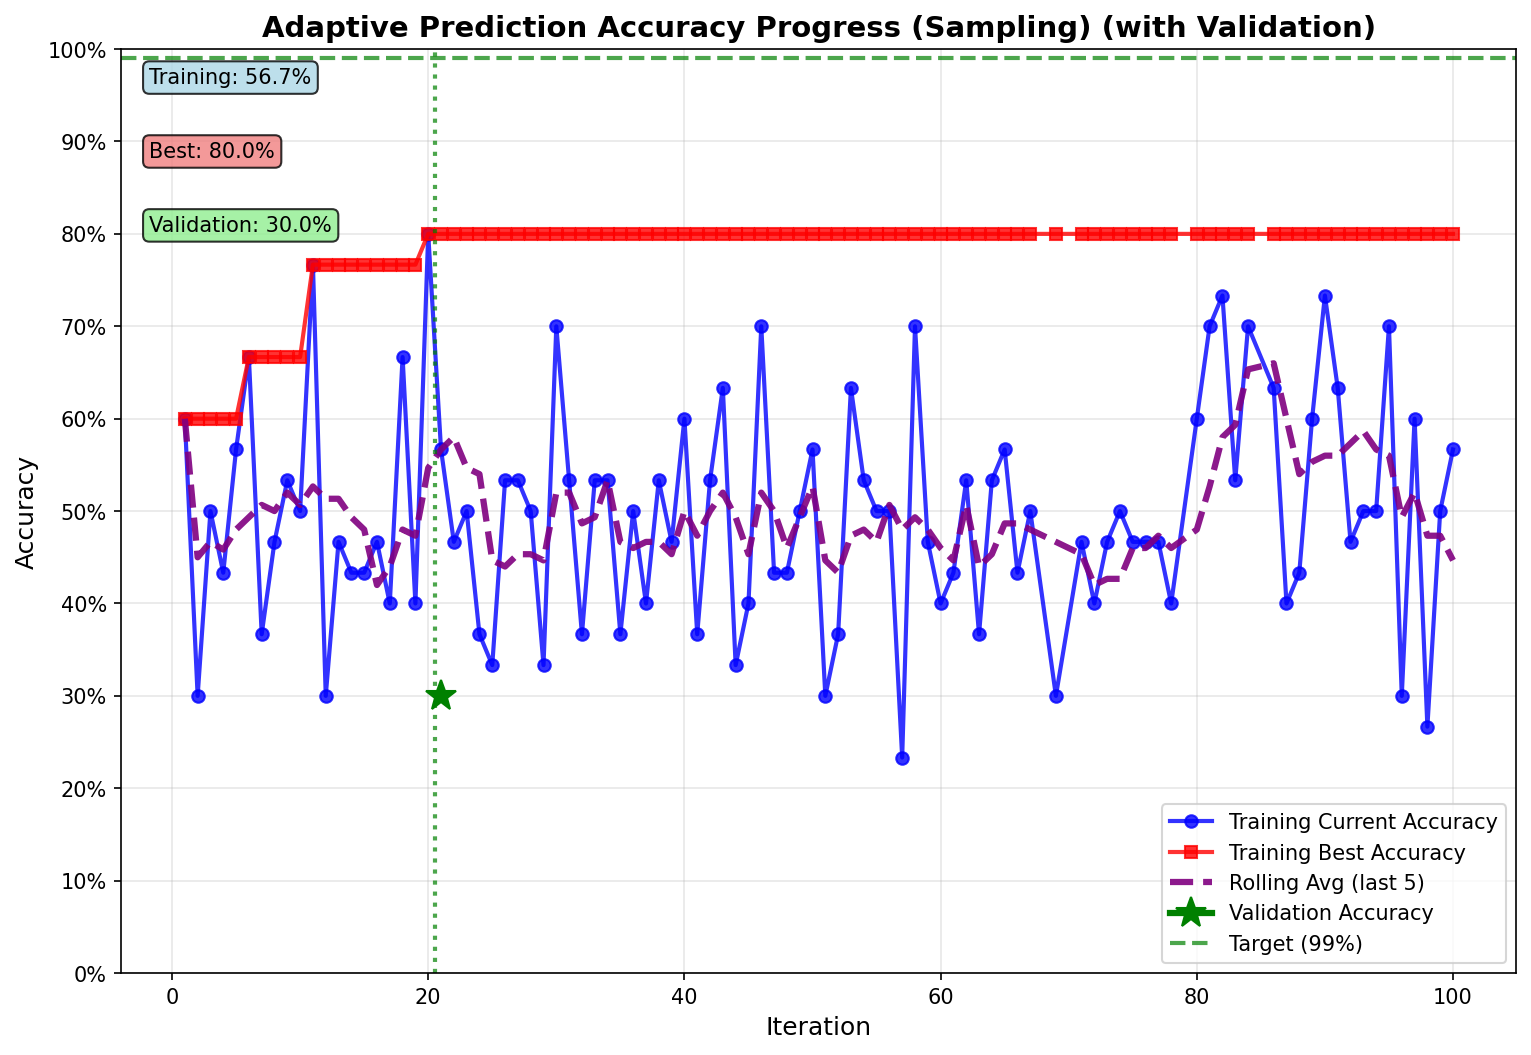 Adaptive Prediction Accuracy Progress (Sampling) (with Validation)
100%
90%
80%
70%
60%
50%
40%
30%
20%
10%
0%
Accuracy
Training: 56.7%
Best: 80.0%
Validation: 30.0%
Training Current Accuracy
Training Best Accuracy
Rolling Avg (last 5)
Validation Accuracy
Target (99%)
0 20 40 60 80 100
Iteration